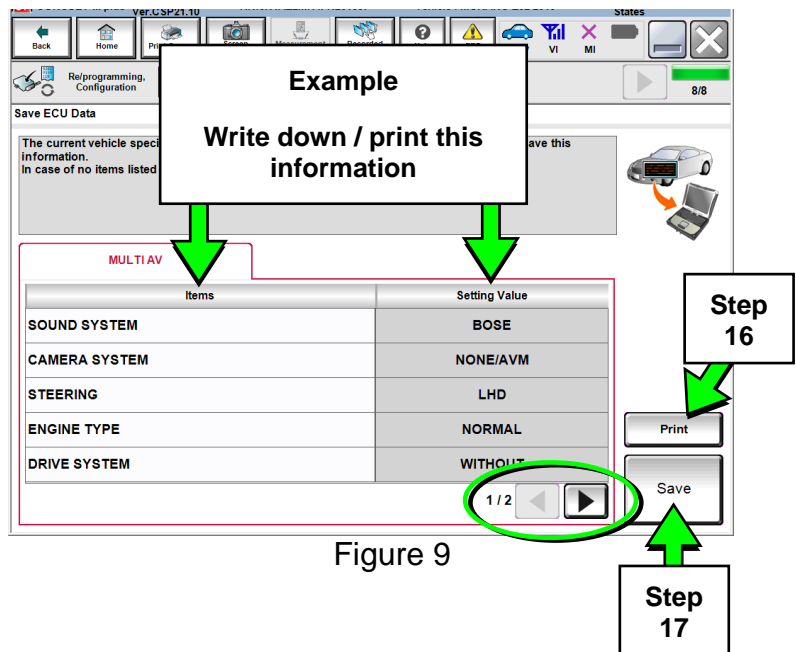 Ver.CSP21.10
States
Back
Home
VI
MI
Re/programming,
Configuration
8/8
Save ECU Data
The current vehicle speci
ave this
information.
In case of no items listed
Example
Write down / print this
information
MULTI AV
Items
Setting Value
SOUND SYSTEM
BOSE
CAMERA SYSTEM
NONE/AVM
STEERING
LHD
ENGINE TYPE
NORMAL
DRIVE SYSTEM
WITHOUT
1 / 2
Step
16
Print
Save
Step
17
Figure 9